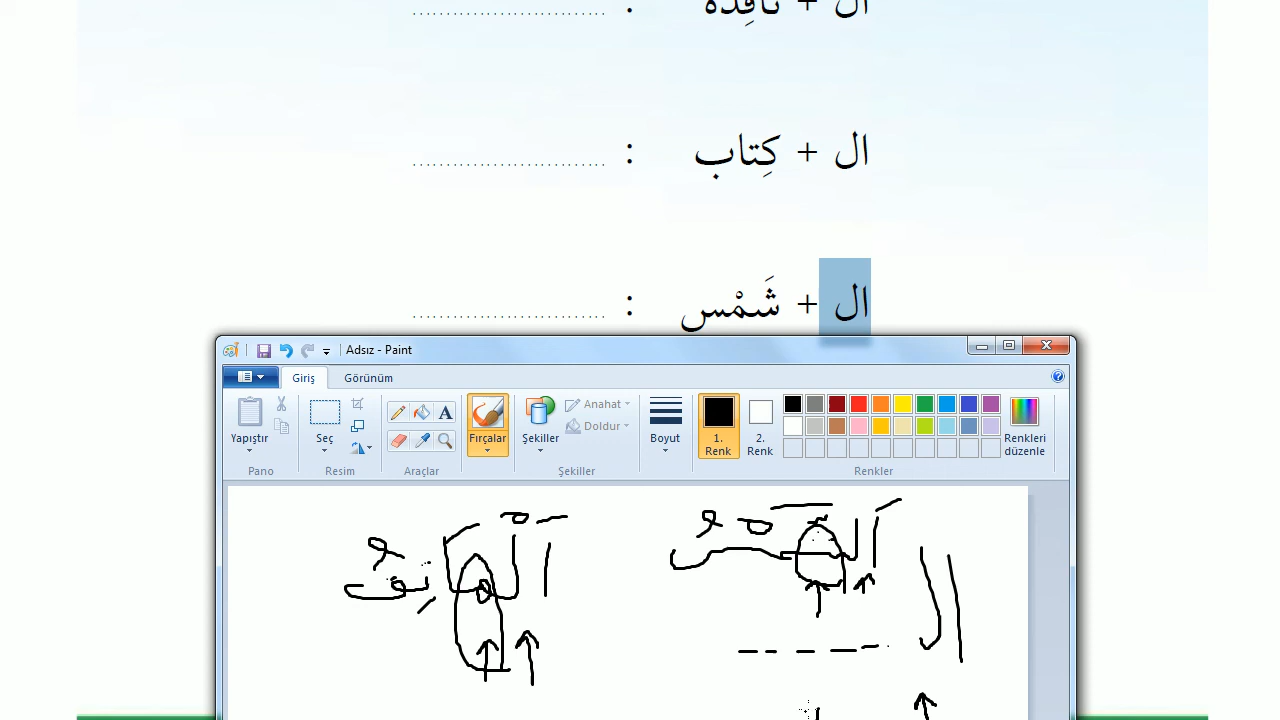 ال + نَافِذَة : ........................................
ال + كِتاب : ........................................
ال + شَمْس : ........................................
Adsız - Paint
Giriş Görünüm
Yapıştır Seç Fırçalar Şekiller Anahat Doldur Boyut 1. Renk 2. Renk Renkleri düzenle
Pano Resim Araçlar Şekiller Renkler